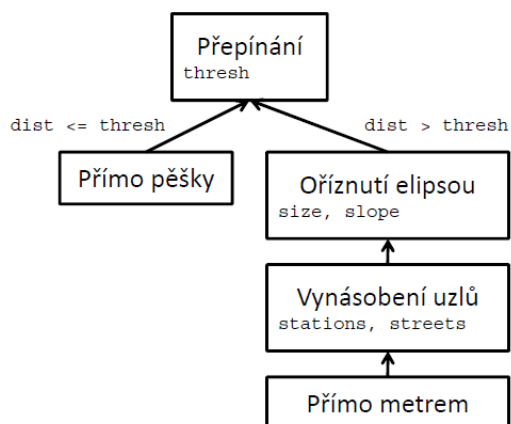 Přepínání
thresh
dist <= thresh
dist > thresh
Přímo pěšky
Oříznutí elipsou
size, slope
Vynásobení uzlů
stations, streets
Přímo metrem